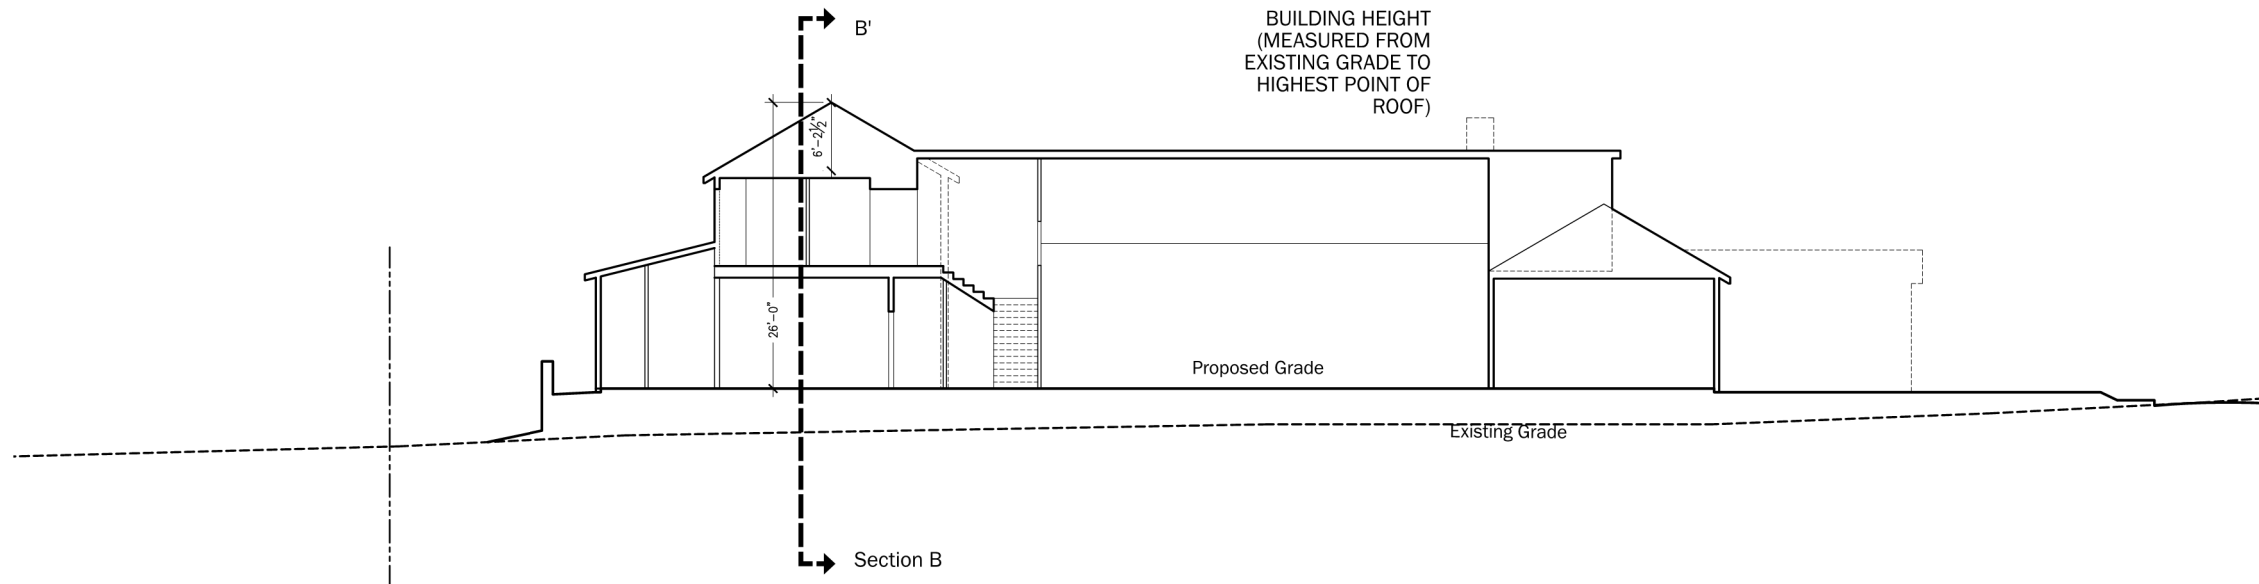 B'
BUILDING HEIGHT
(MEASURED FROM
EXISTING GRADE TO
HIGHEST POINT OF
ROOF)
6'-2½"
26'-0"
Proposed Grade
Existing Grade
Section B